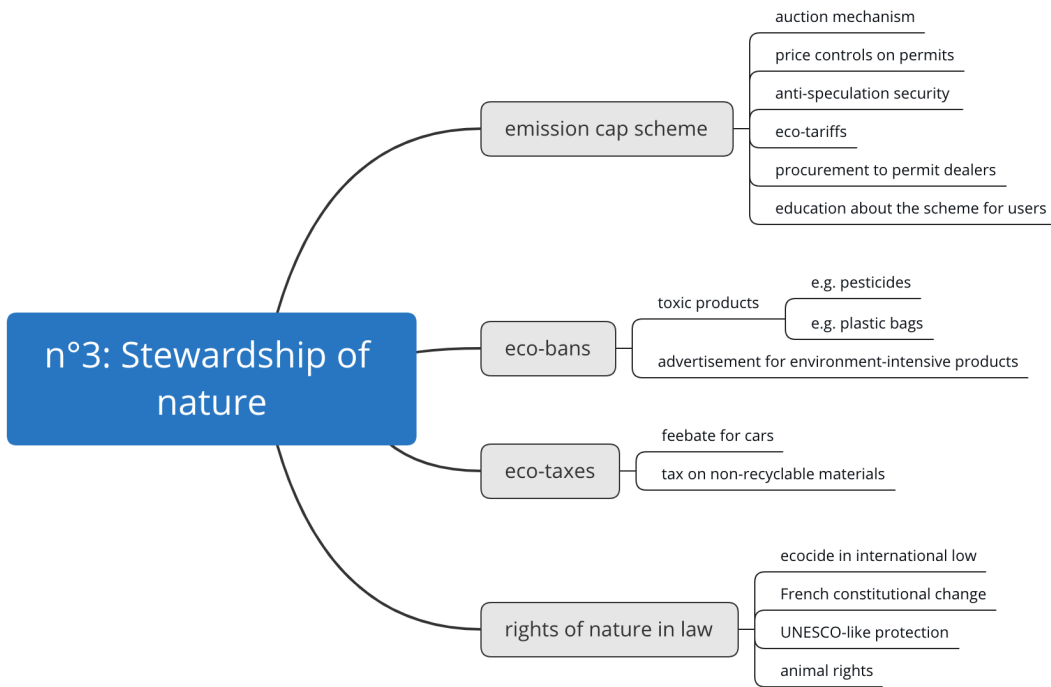 n°3: Stewardship of
nature
emission cap scheme
auction mechanism
price controls on permits
anti-speculation security
eco-tariffs
procurement to permit dealers
education about the scheme for users
eco-bans
toxic products
e.g. pesticides
e.g. plastic bags
advertisement for environment-intensive products
eco-taxes
feebate for cars
tax on non-recyclable materials
rights of nature in law
ecocide in international low
French constitutional change
UNESCO-like protection
animal rights